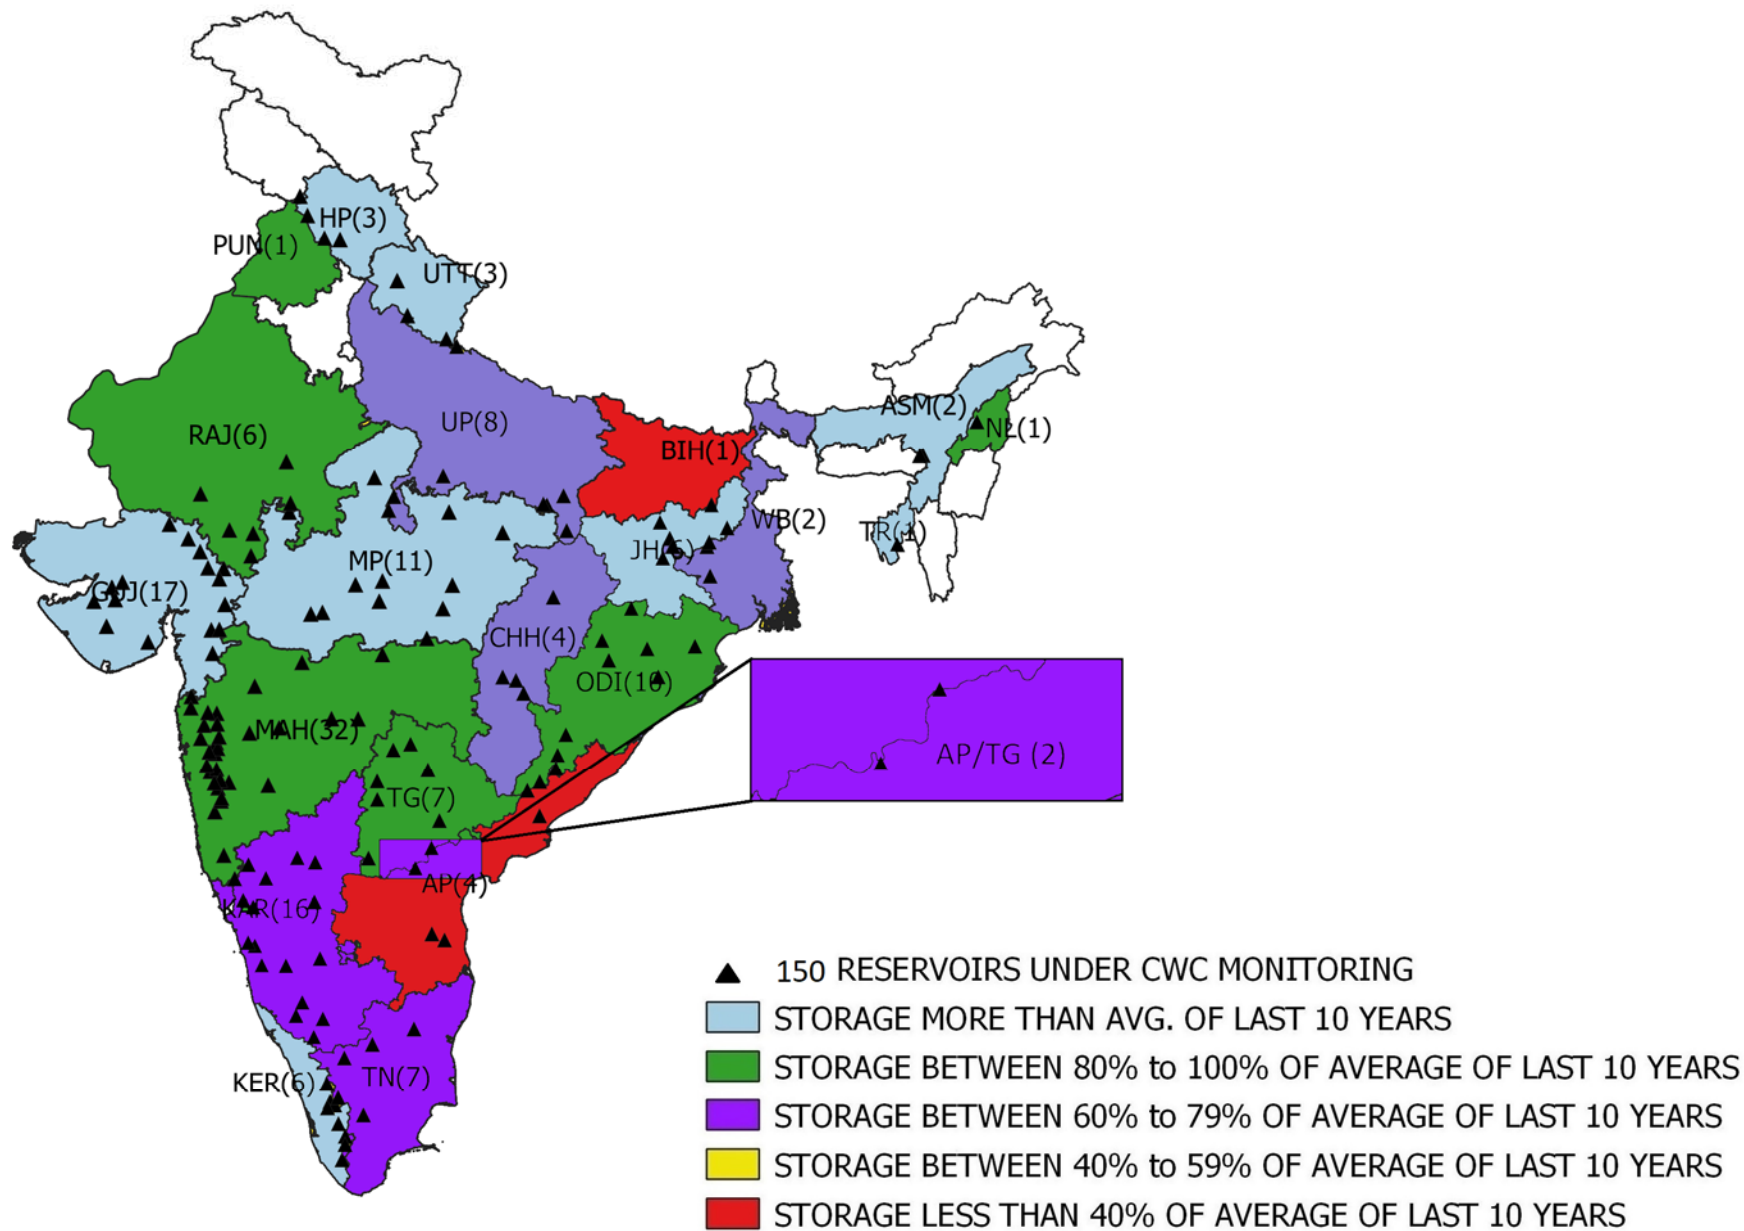 HP(3)
PUN(1)
UTT(3)
RAJ(6)
UP(8)
BIH(1)
ASM(2)
NL(1)
WB(2)
TR(1)
JH(6)
MP(11)
GUJ(17)
CHH(4)
ODI(10)
MAH(32)
AP/TG (2)
TG(7)
AP(4)
KAR(16)
KER(6)
TN(7)
150 RESERVOIRS UNDER CWC MONITORING
STORAGE MORE THAN AVG. OF LAST 10 YEARS
STORAGE BETWEEN 80% to 100% OF AVERAGE OF LAST 10 YEARS
STORAGE BETWEEN 60% to 79% OF AVERAGE OF LAST 10 YEARS
STORAGE BETWEEN 40% to 59% OF AVERAGE OF LAST 10 YEARS
STORAGE LESS THAN 40% OF AVERAGE OF LAST 10 YEARS